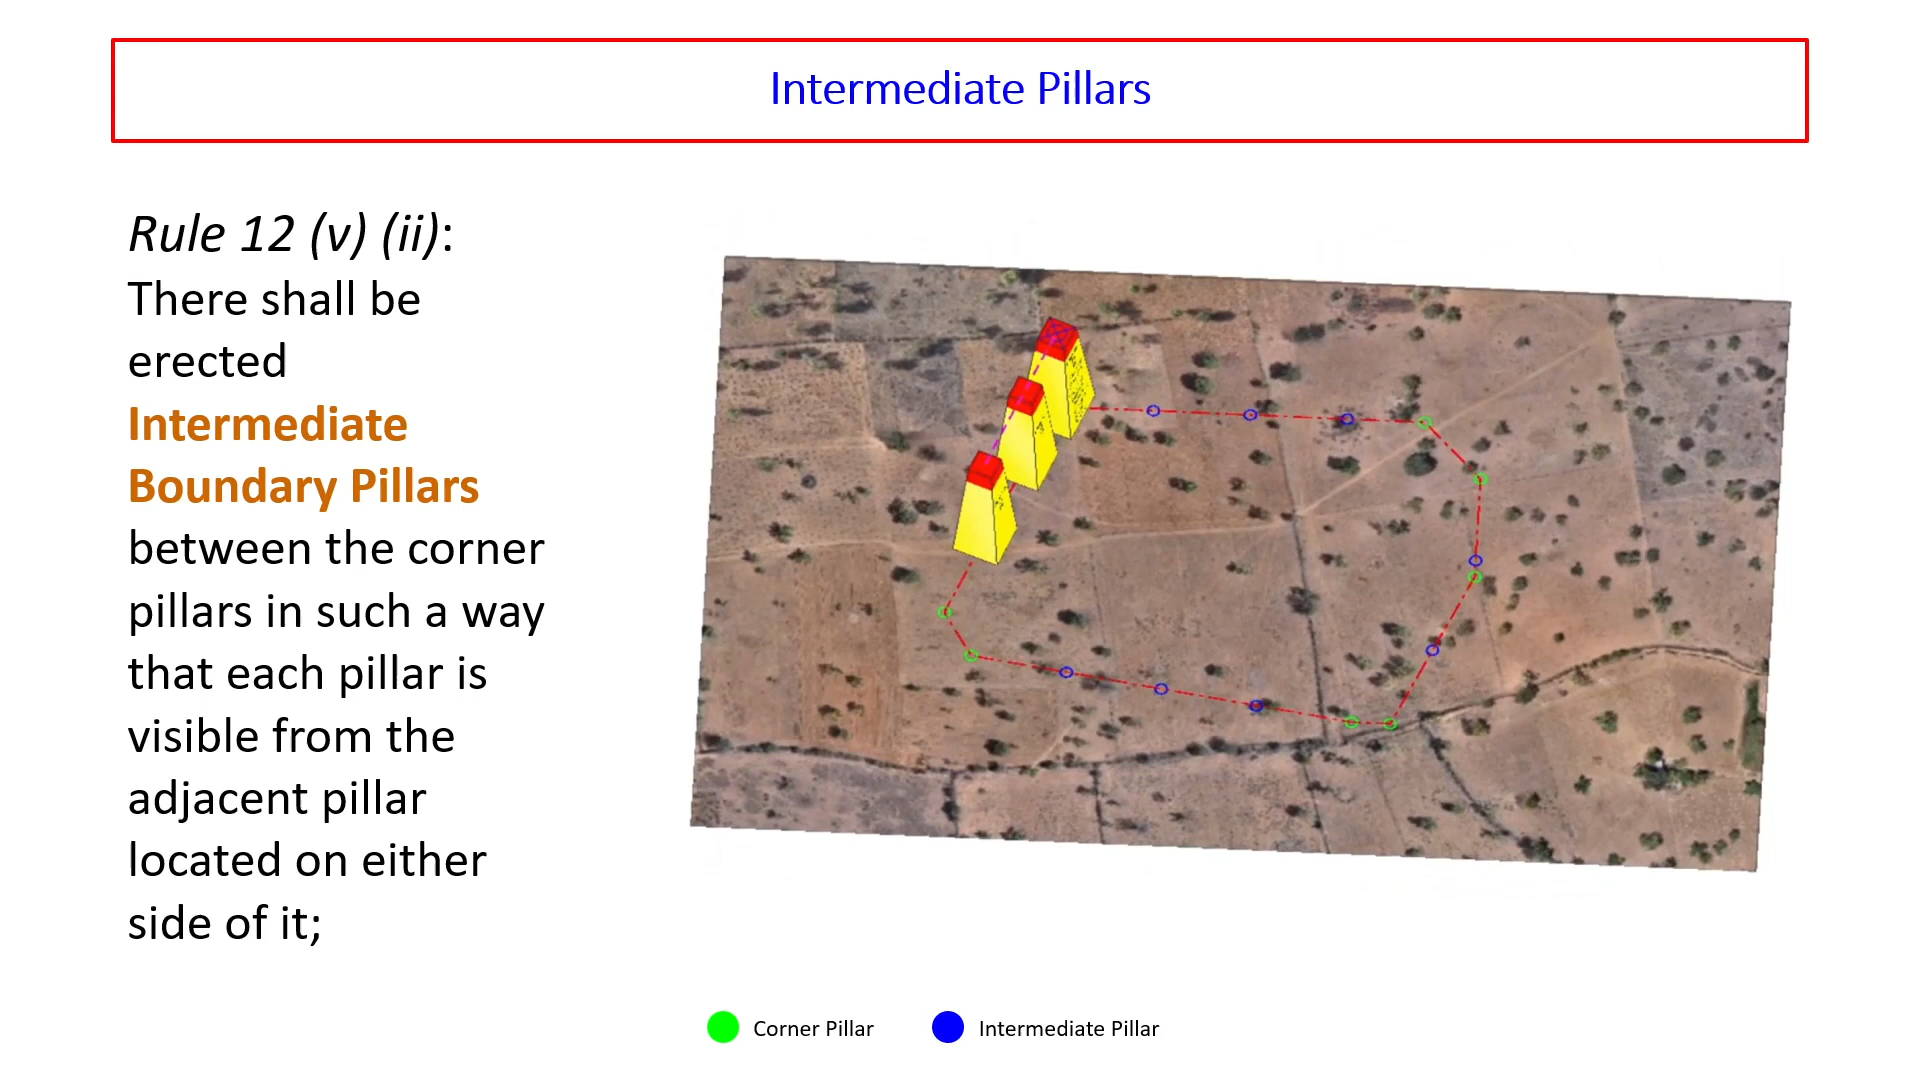 Intermediate Pillars
Rule 12 (v) (ii):
There shall be
erected
Intermediate
Boundary Pillars
between the corner
pillars in such a way
that each pillar is
visible from the
adjacent pillar
located on either
side of it;
Corner Pillar
Intermediate Pillar